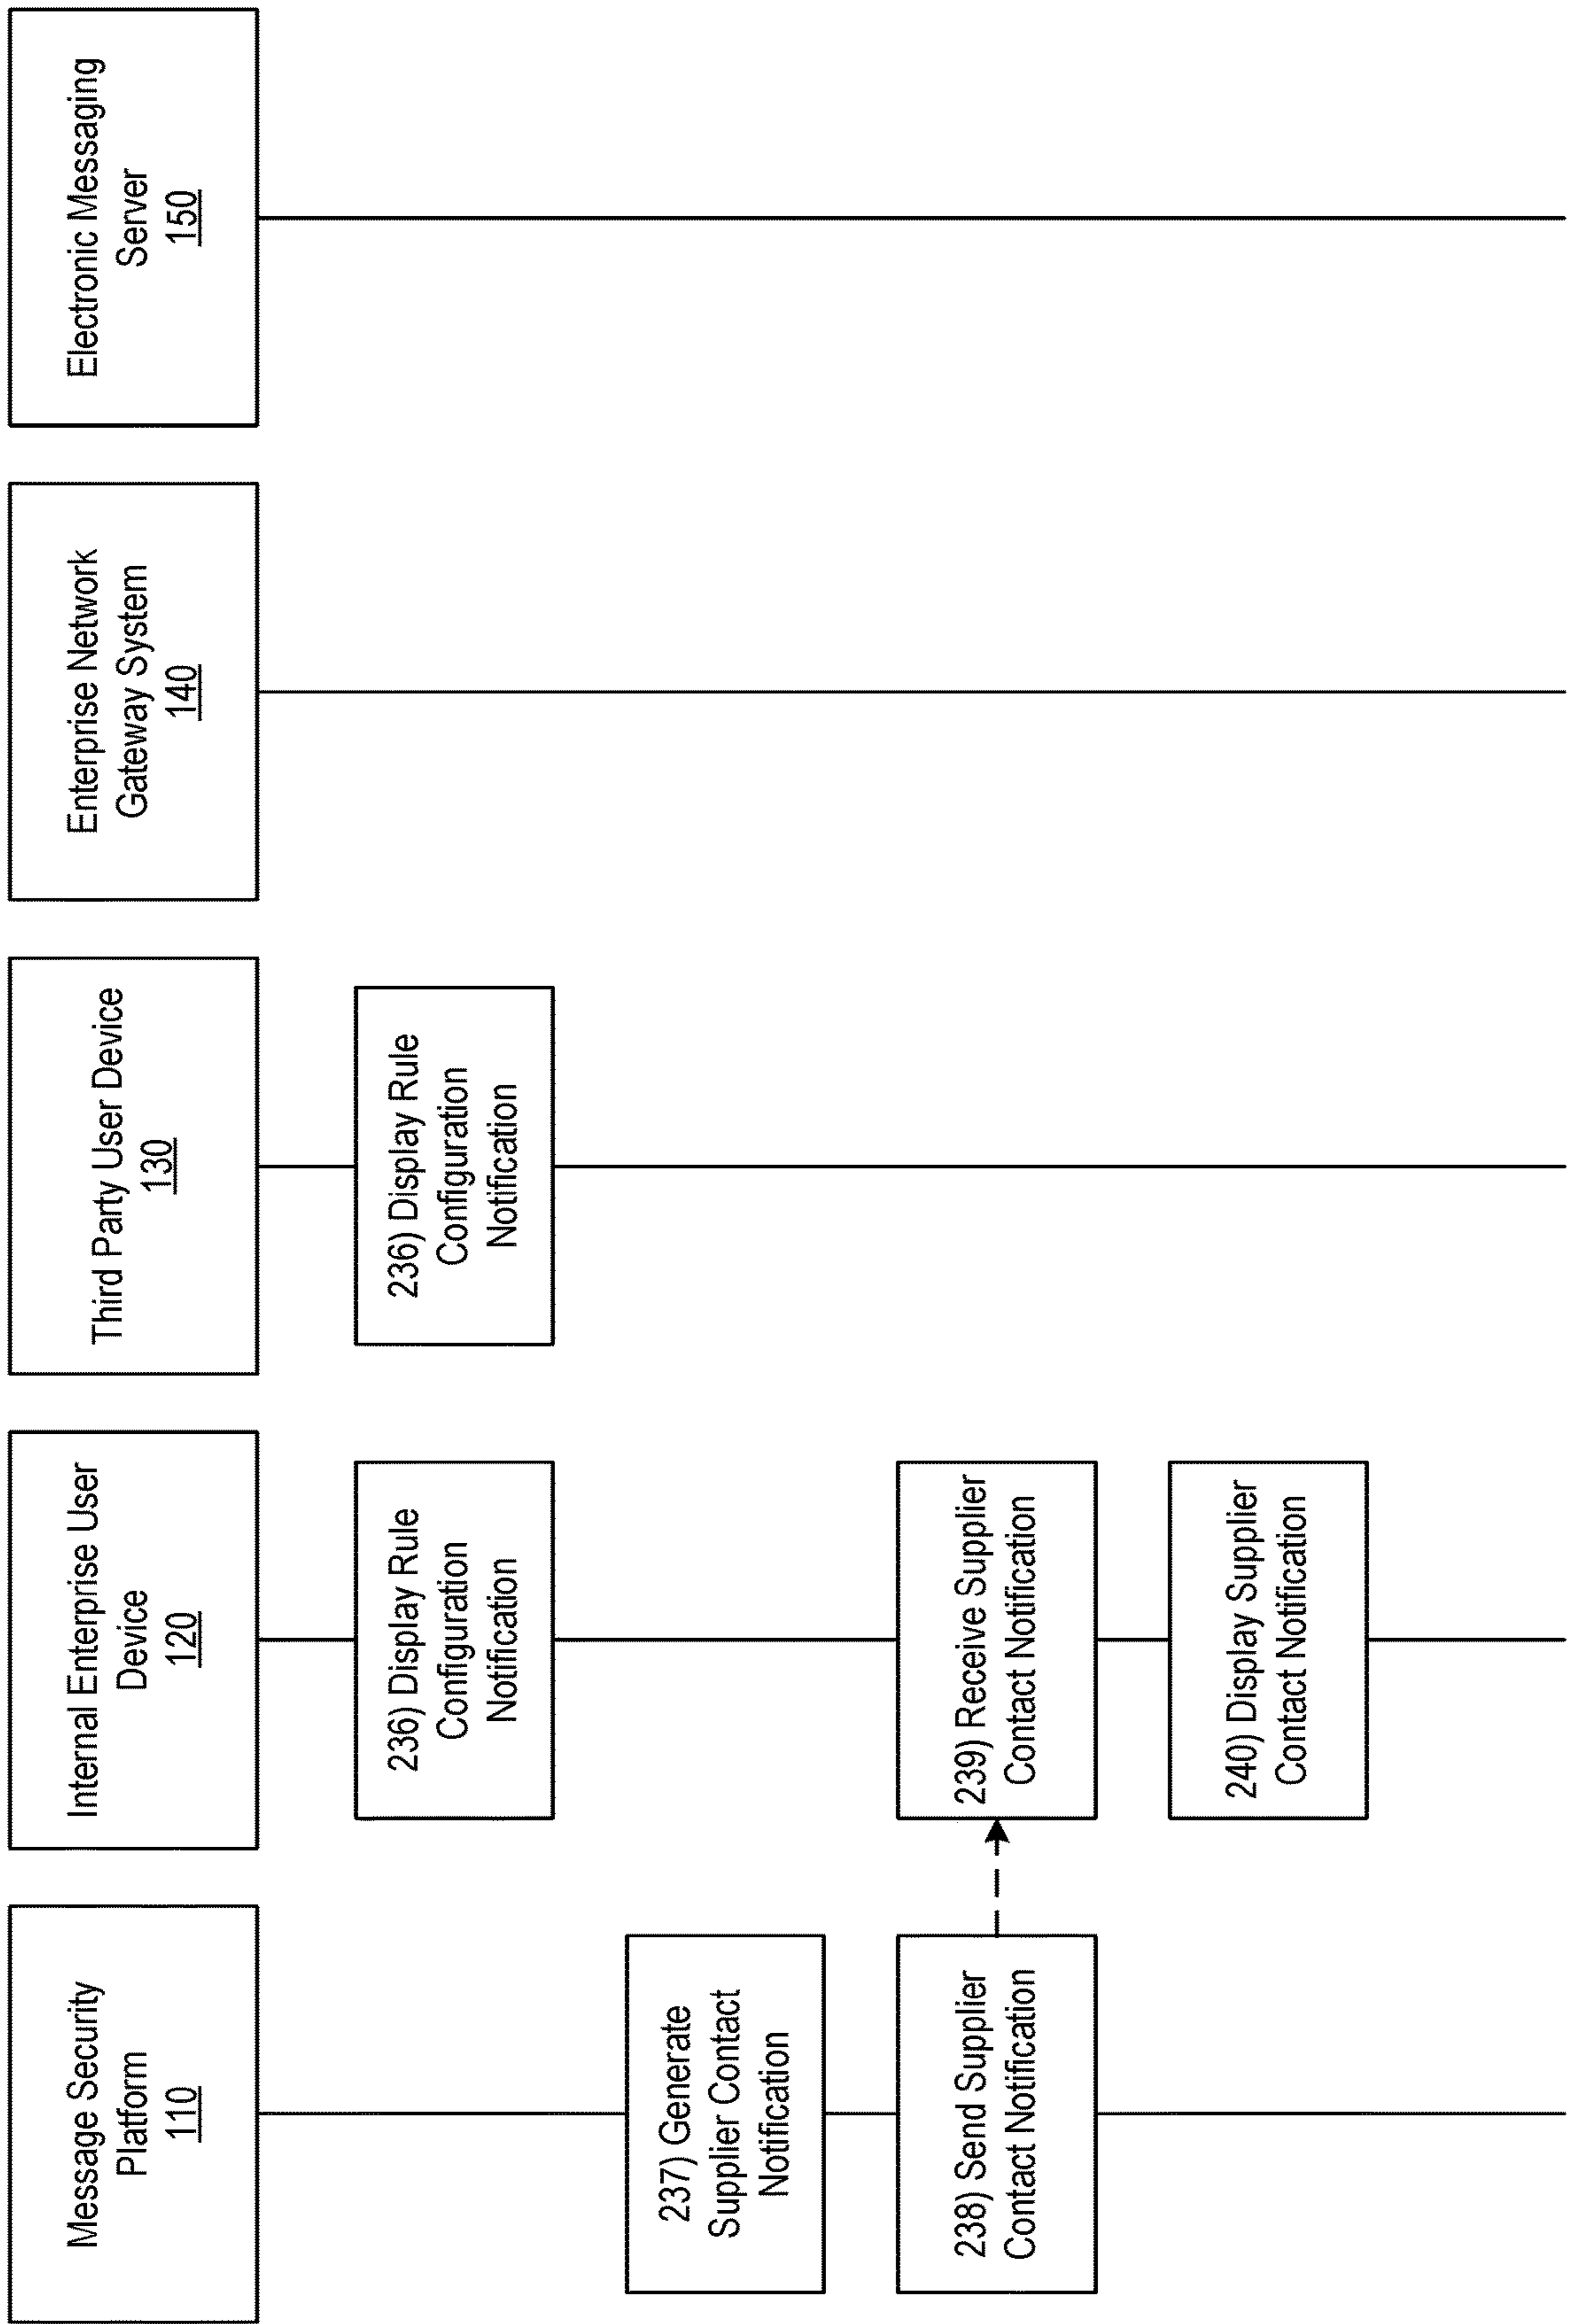 Message Security
Platform
110
Internal Enterprise User
Device
120
Third Party User Device
130
Enterprise Network
Gateway System
140
Electronic Messaging
Server
150
236) Display Rule
Configuration
Notification
236) Display Rule
Configuration
Notification
237) Generate
Supplier Contact
Notification
238) Send Supplier
Contact Notification
239) Receive Supplier
Contact Notification
240) Display Supplier
Contact Notification